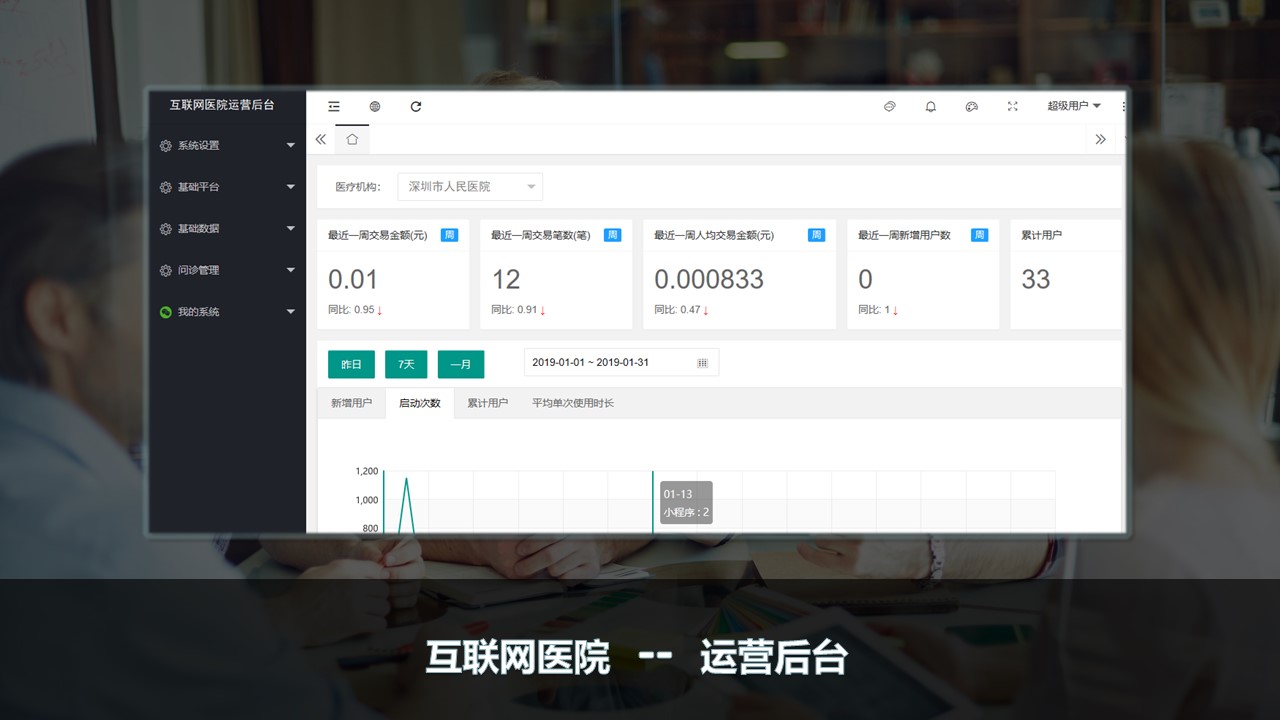 互联网医院运营后台
超级用户
系统设置
基础平台
基础数据
问诊管理
我的系统
医疗机构:
深圳市人民医院
最近一周交易金额(元) 周
0.01
同比: 0.95↓
最近一周交易笔数(笔) 周
12
同比: 0.91↓
最近一周人均交易金额(元) 周
0.000833
同比: 0.47↓
最近一周新增用户数 周
0
同比: 1↓
累计用户
33
昨日 7天 一月 2019-01-01 ~ 2019-01-31
新增用户 启动次数 累计用户 平均单次使用时长
1,200
1,000
800
01-13
小程序 : 2
互联网医院 -- 运营后台